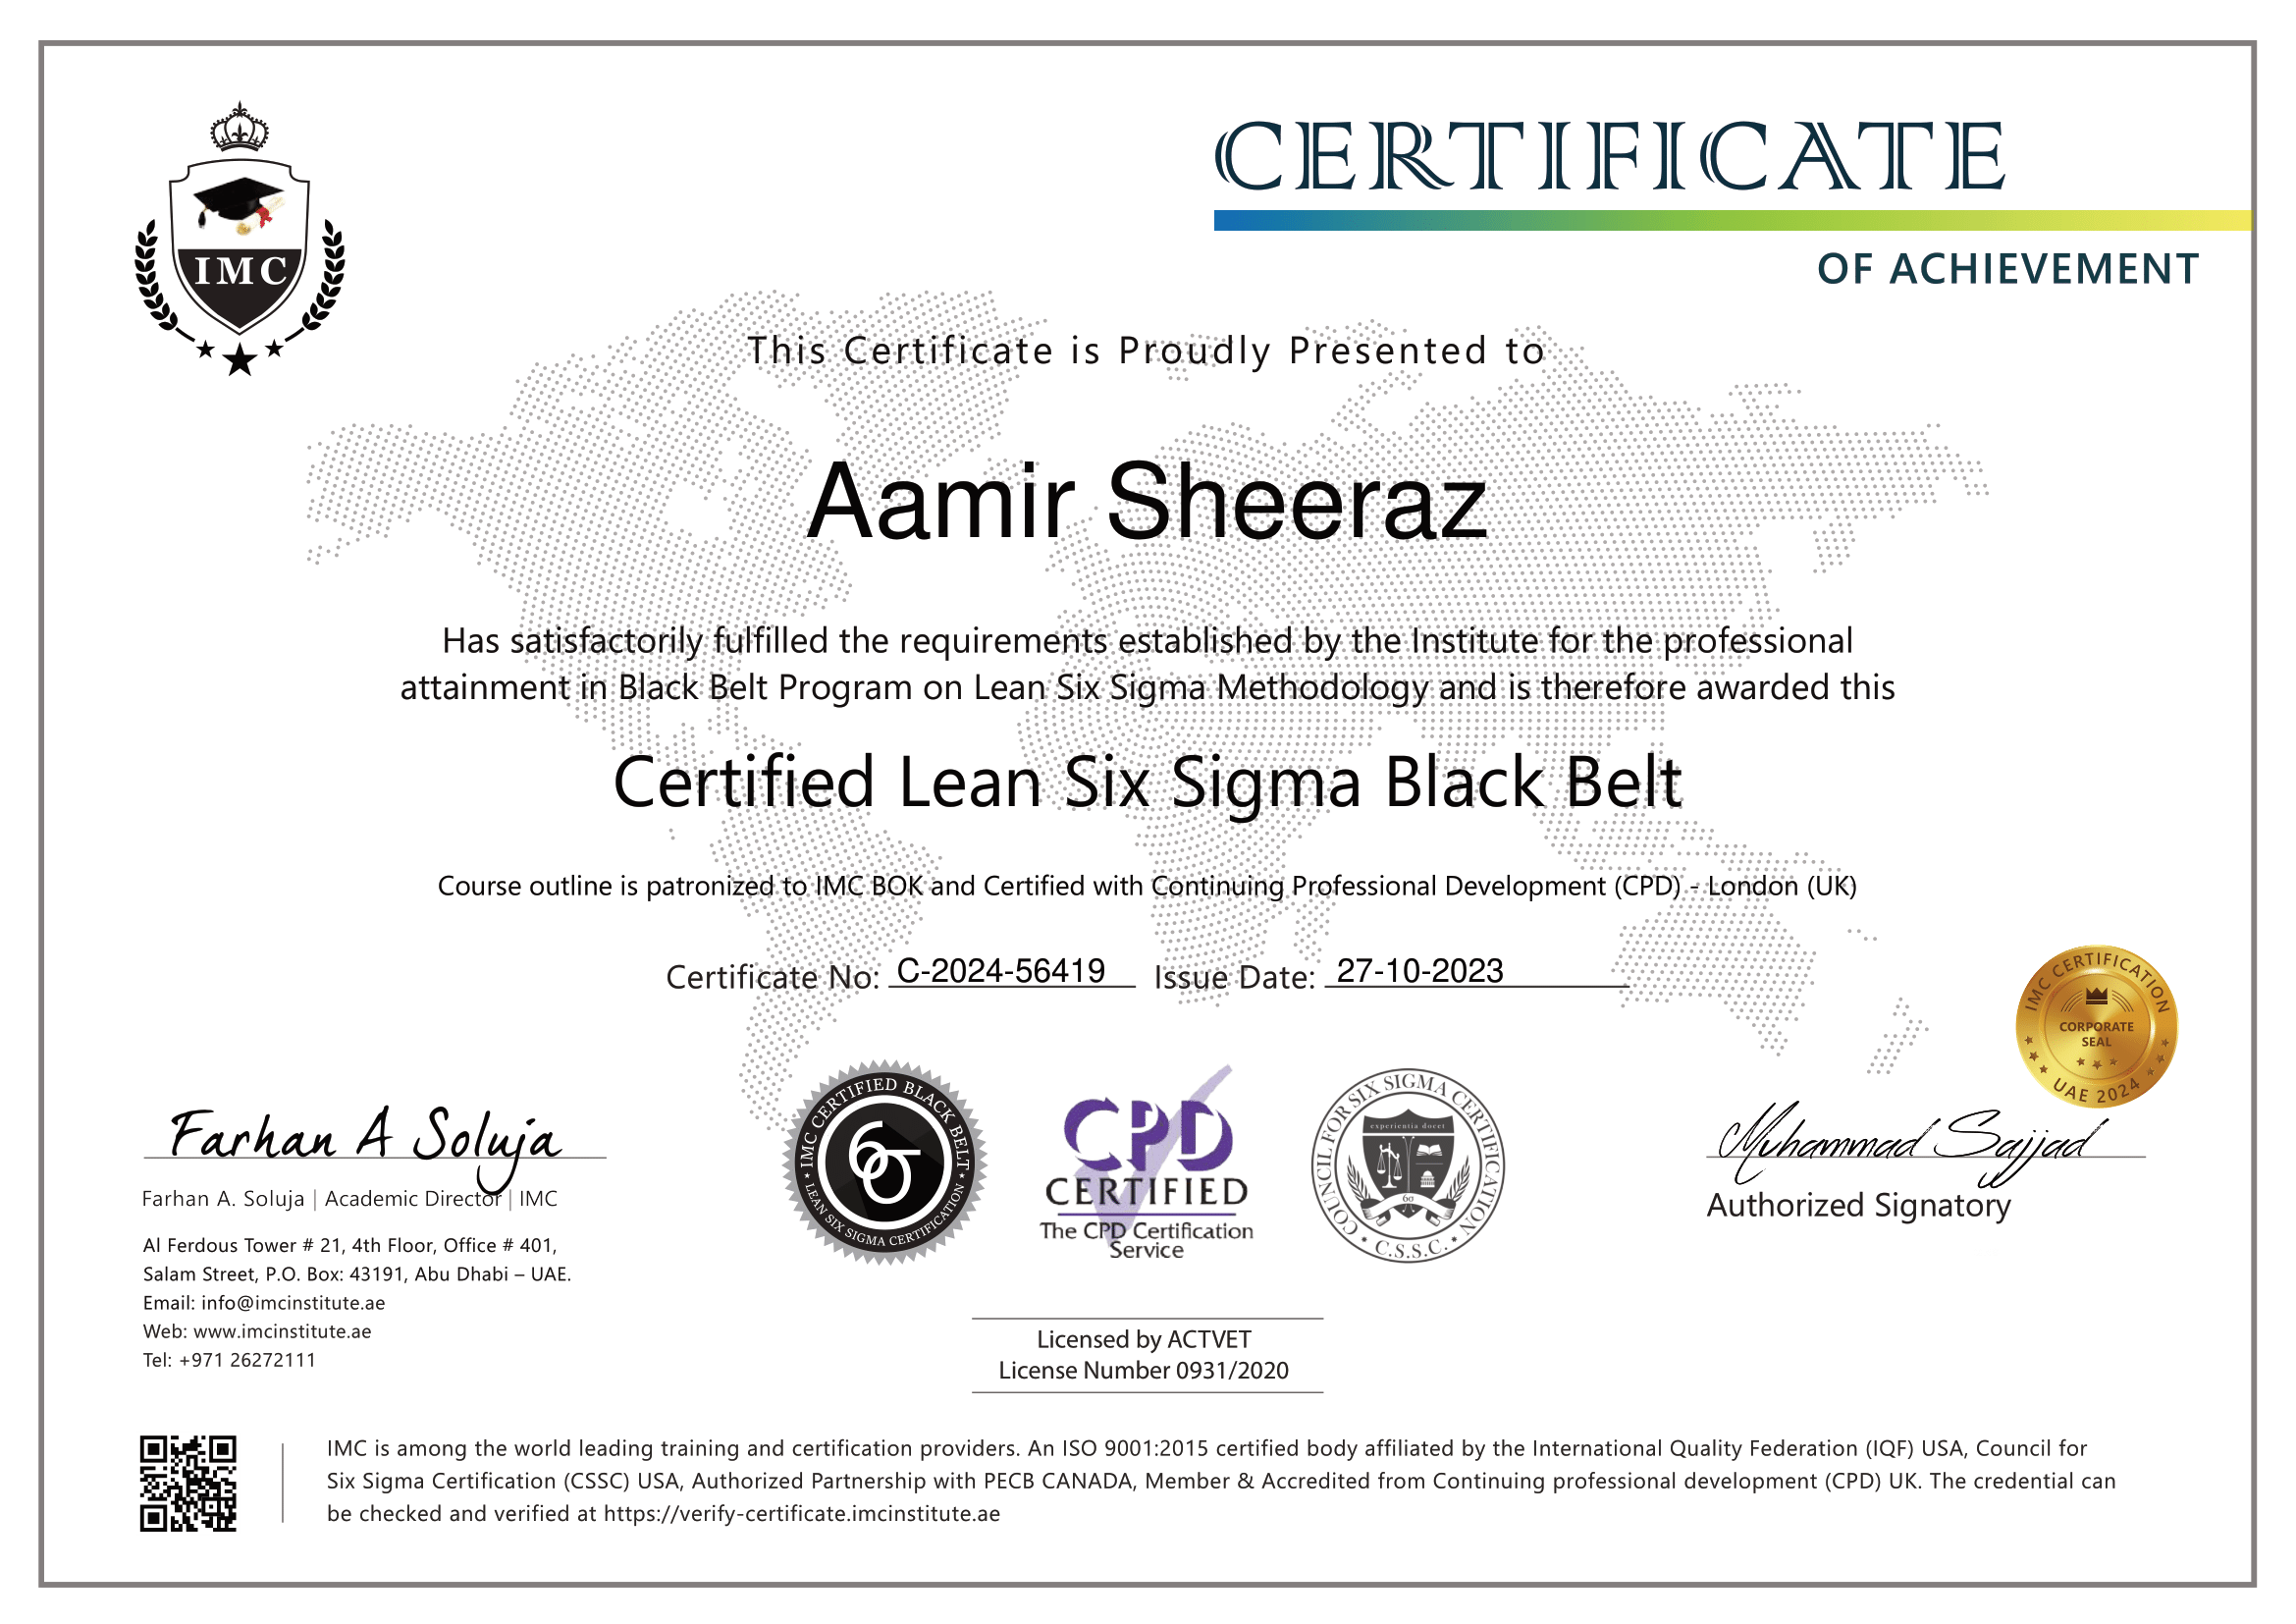 CERTIFICATE
OF ACHIEVEMENT
IMC
This Certificate is Proudly Presented to
Aamir Sheeraz
Has satisfactorily fulfilled the requirements established by the Institute for the professional
attainment in Black Belt Program on Lean Six Sigma Methodology and is therefore awarded this
Certified Lean Six Sigma Black Belt
Course outline is patronized to IMC BOK and Certified with Continuing Professional Development (CPD) - London (UK)
Certificate No: C-2024-56419 Issue Date: 27-10-2023
IMC CERTIFICATION
CORPORATE
SEAL
UAE 2024
Farhan A Soluja
Farhan A. Soluja | Academic Director | IMC
Al Ferdous Tower # 21, 4th Floor, Office # 401,
Salam Street, P.O. Box: 43191, Abu Dhabi – UAE.
Email: info@imcinstitute.ae
Web: www.imcinstitute.ae
Tel: +971 26272111
IMC CERTIFIED BLACK BELT
6σ
LEAN SIX SIGMA CERTIFICATION
CPD
CERTIFIED
The CPD Certification
Service
COUNCIL FOR SIX SIGMA CERTIFICATION
experientia docet
6σ
C.S.S.C.
Muhammad Sajjad
Authorized Signatory
Licensed by ACTVET
License Number 0931/2020
IMC is among the world leading training and certification providers. An ISO 9001:2015 certified body affiliated by the International Quality Federation (IQF) USA, Council for
Six Sigma Certification (CSSC) USA, Authorized Partnership with PECB CANADA, Member & Accredited from Continuing professional development (CPD) UK. The credential can
be checked and verified at https://verify-certificate.imcinstitute.ae